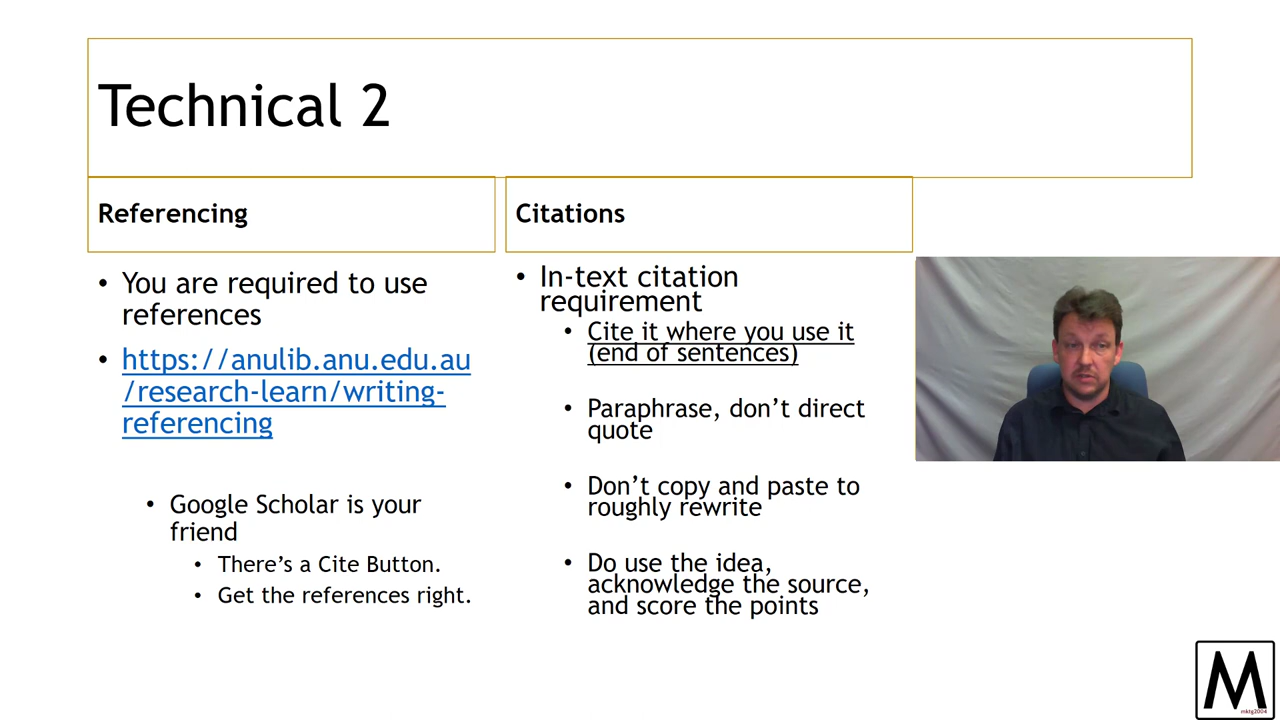 Technical 2
Referencing
• You are required to use
references
• https://anulib.anu.edu.au
/research-learn/writing-
referencing
• Google Scholar is your
friend
• There’s a Cite Button.
• Get the references right.
Citations
• In-text citation
requirement
• Cite it where you use it
(end of sentences)
• Paraphrase, don’t direct
quote
• Don’t copy and paste to
roughly rewrite
• Do use the idea,
acknowledge the source,
and score the points
M
mktg2004